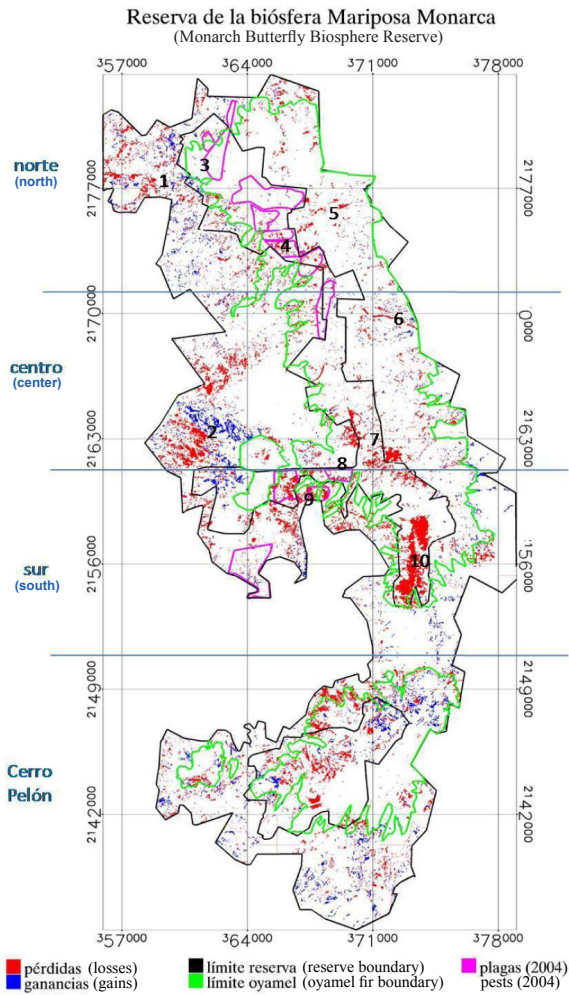 Reserva de la biósfera Mariposa Monarca
(Monarch Butterfly Biosphere Reserve)
357000 364000 371000 378000
norte
(north)
centro
(center)
sur
(south)
Cerro
Pelón
2177000
2170000
2163000
2156000
2149000
2142000
1
2
3
4
5
6
7
8
9
10
2177000
0000
2163000
56000
2149000
2142000
357000 364000 371000 378000
pérdidas (losses)
ganancias (gains)
límite reserva (reserve boundary)
límite oyamel (oyamel fir boundary)
plagas (2004)
pests (2004)